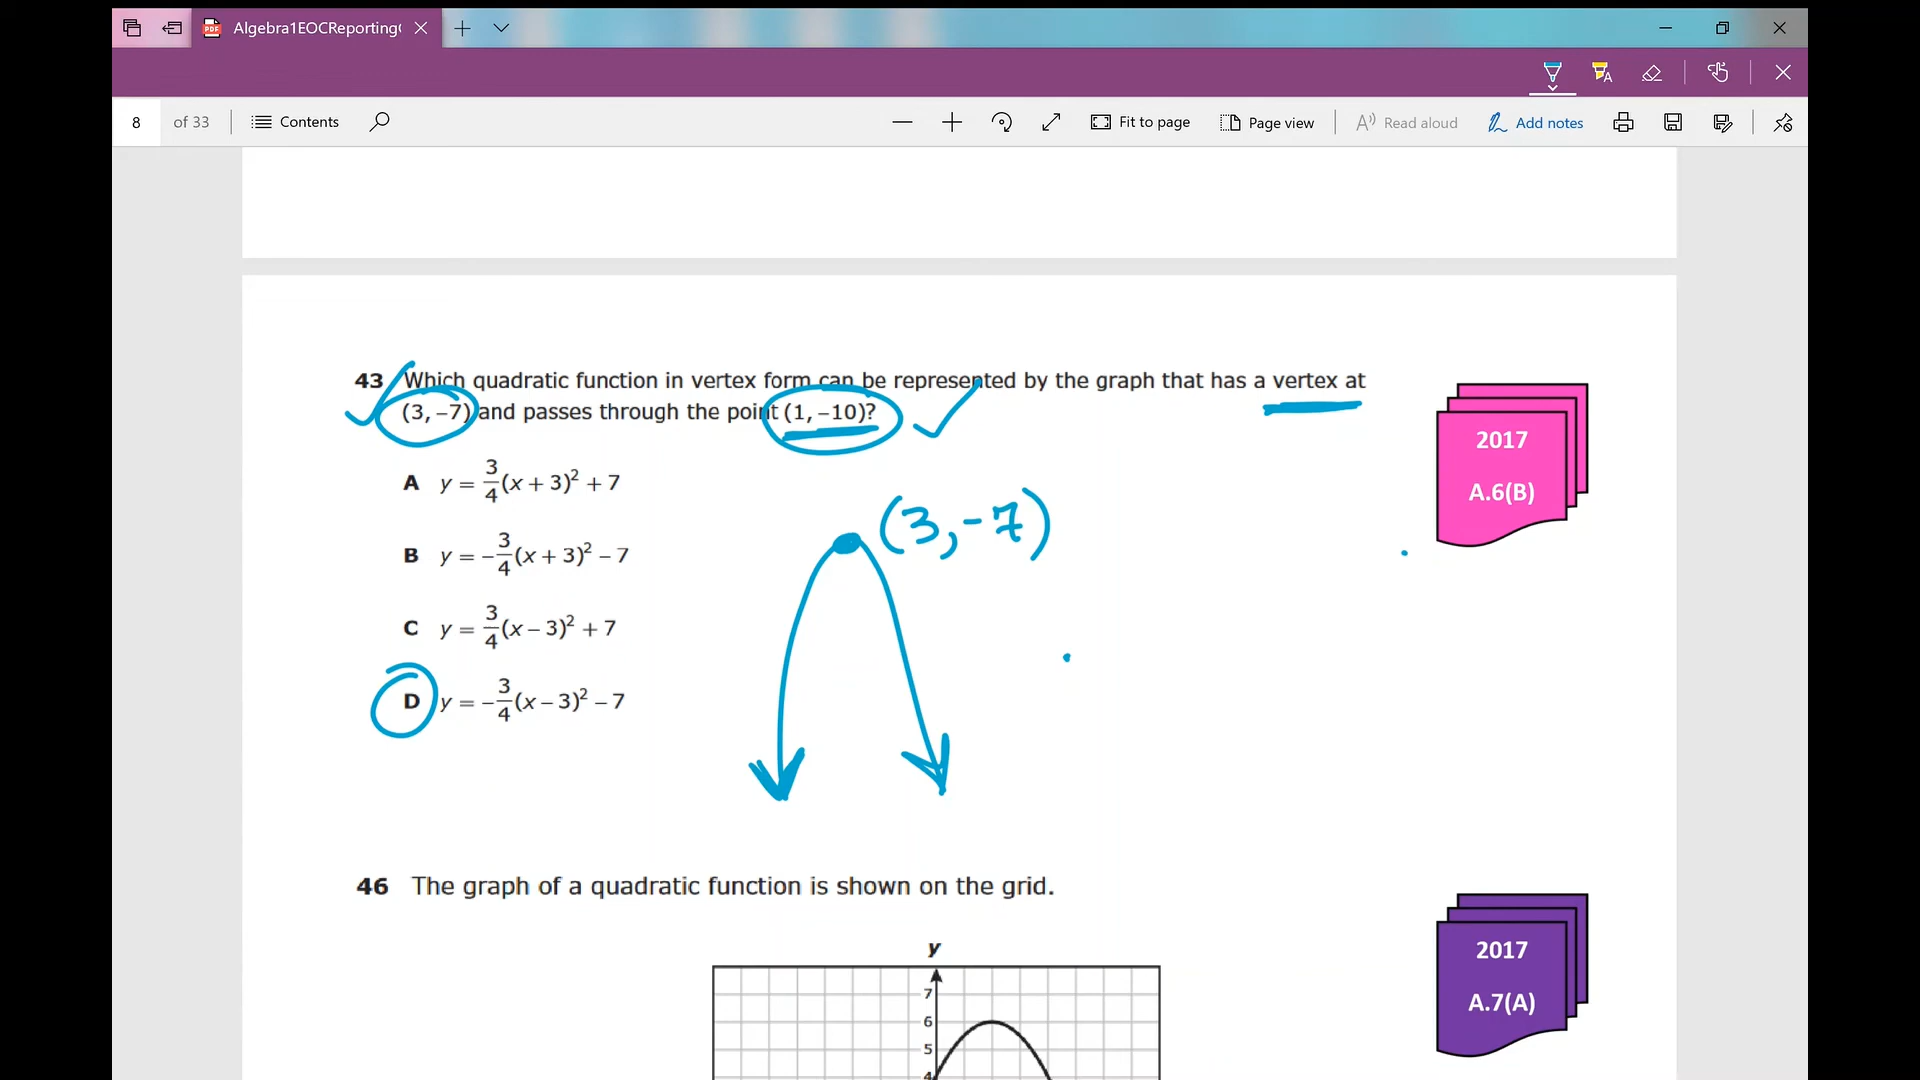 Algebra1EOCReporting(
8 of 33 Contents Fit to page Page view Read aloud Add notes
43 Which quadratic function in vertex form can be represented by the graph that has a vertex at
(3, –7) and passes through the point (1, –10)?
A y = 3/4(x + 3)² + 7
B y = –3/4(x + 3)² – 7
C y = 3/4(x – 3)² + 7
D y = –3/4(x – 3)² – 7
(3, -7)
2017
A.6(B)
46 The graph of a quadratic function is shown on the grid.
y
7
6
5
4
2017
A.7(A)